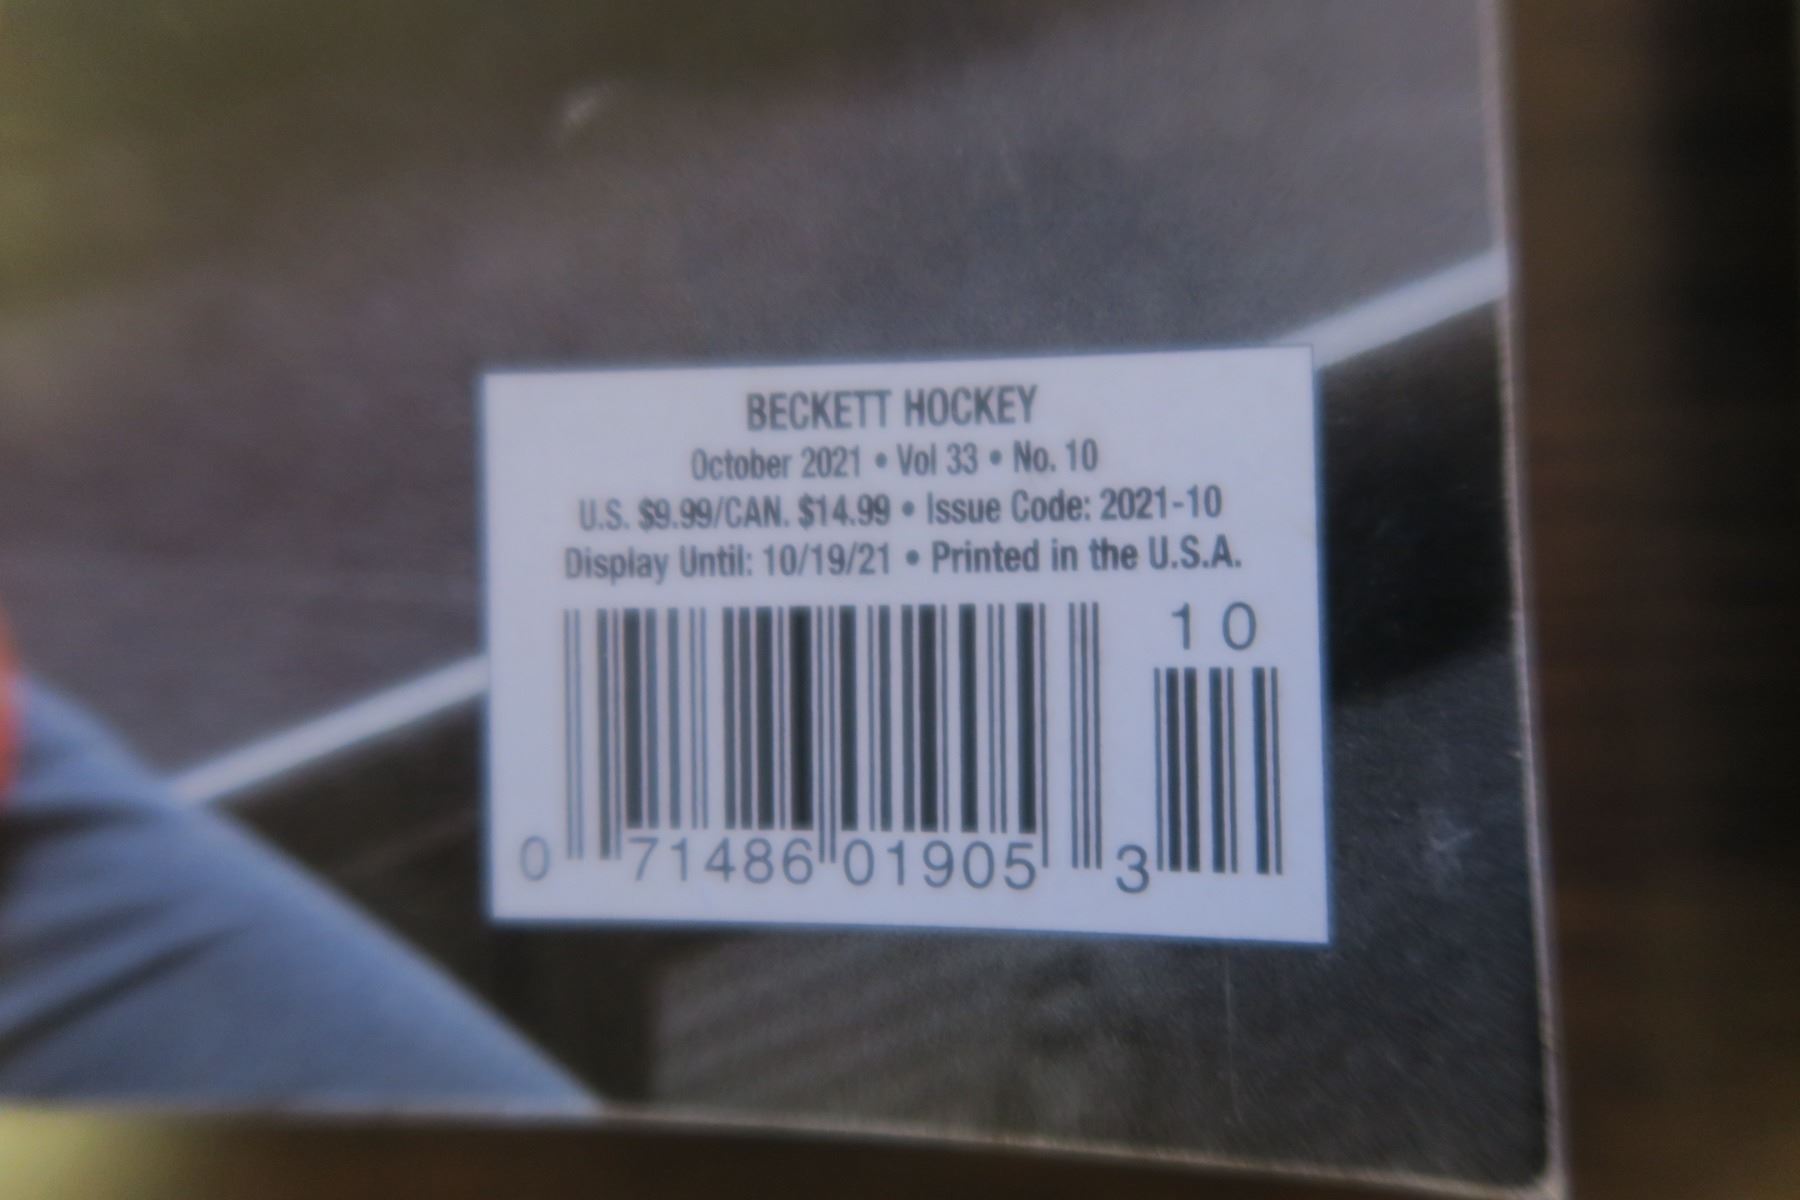 BECKETT HOCKEY
October 2021 • Vol 33 • No. 10
U.S. $9.99/CAN. $14.99 • Issue Code: 2021-10
Display Until: 10/19/21 • Printed in the U.S.A.
10
0 71486 01905 3